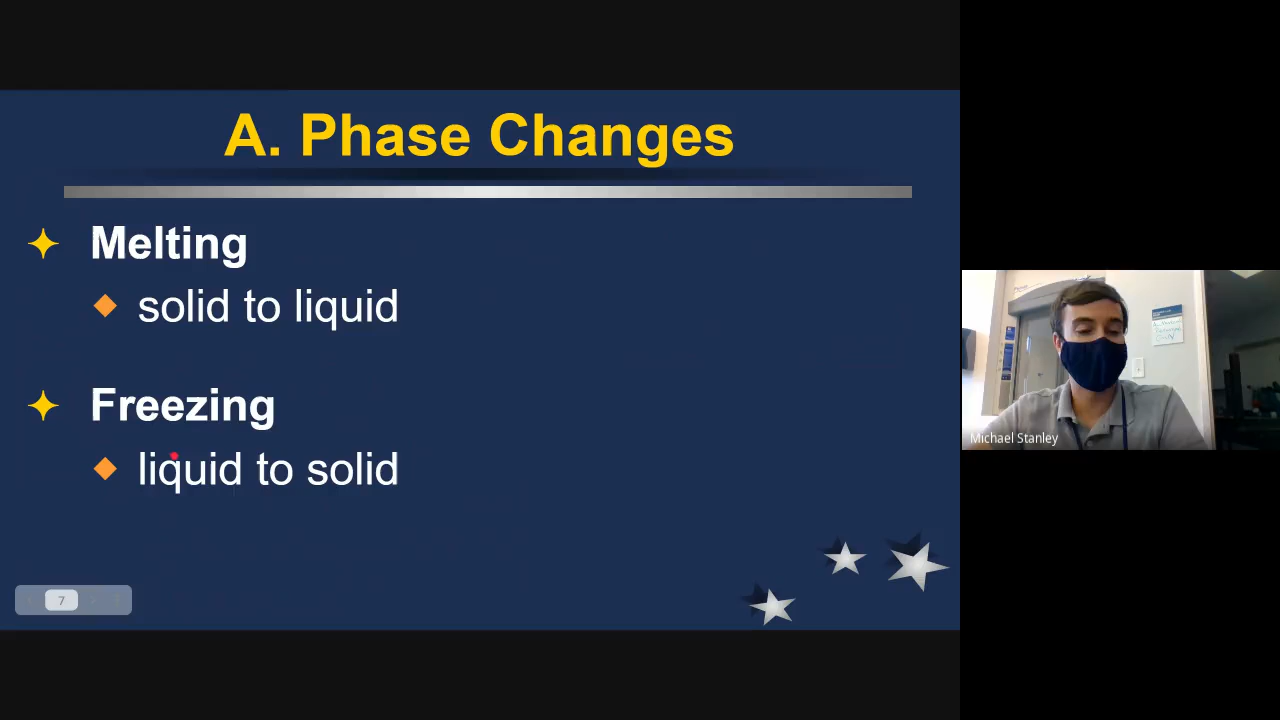 A. Phase Changes
Melting
solid to liquid
Freezing
liquid to solid
7
Michael Stanley